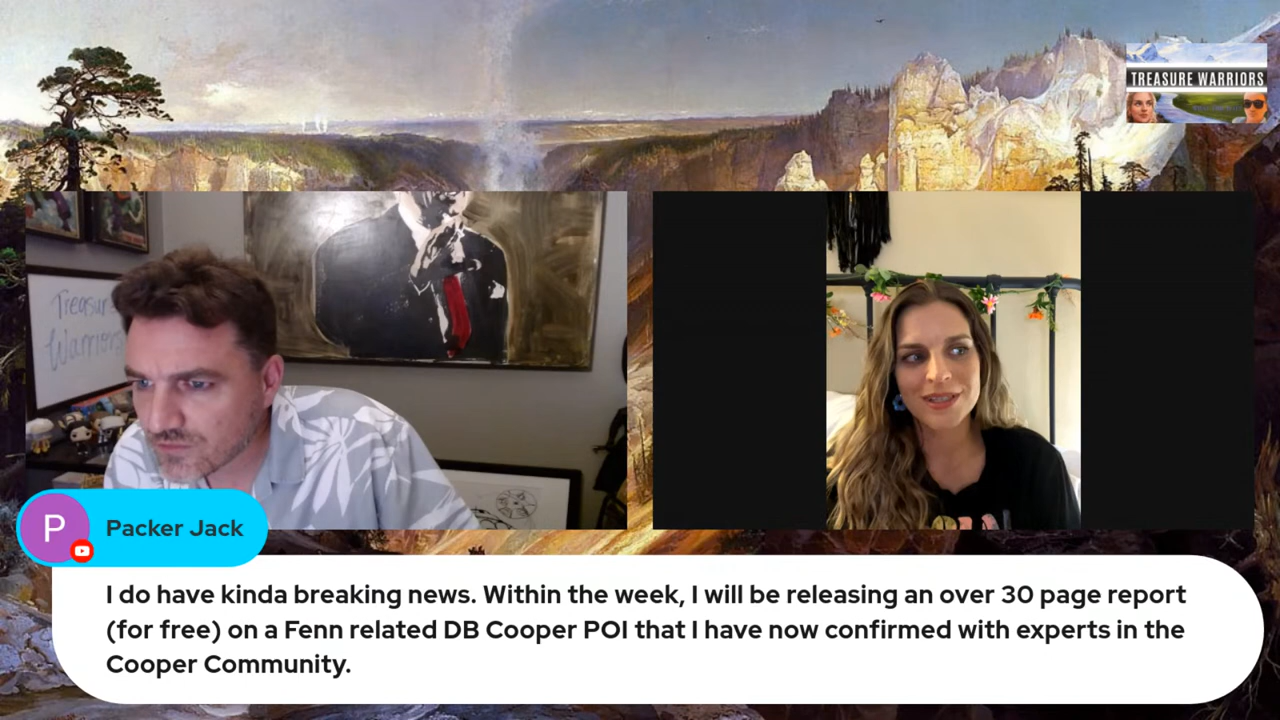 TREASURE WARRIORS
Treasur
Warriors
P
Packer Jack
I do have kinda breaking news. Within the week, I will be releasing an over 30 page report
(for free) on a Fenn related DB Cooper POI that I have now confirmed with experts in the
Cooper Community.